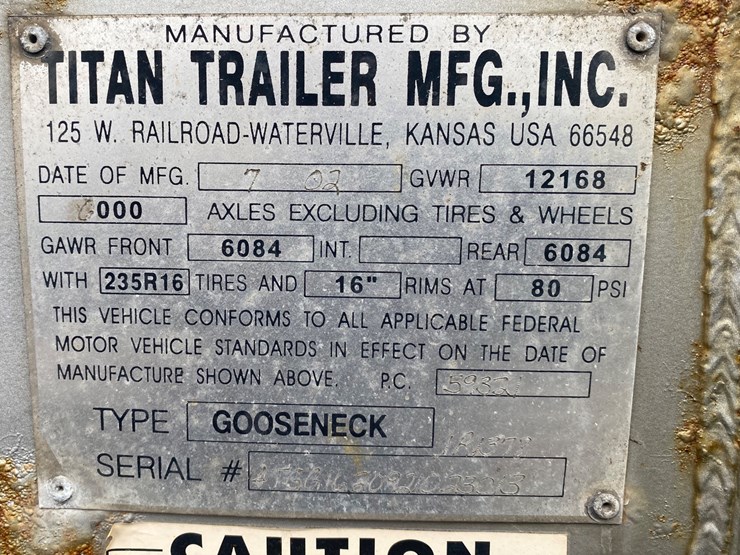 MANUFACTURED BY
TITAN TRAILER MFG., INC.
125 W. RAILROAD-WATERVILLE, KANSAS USA 66548
DATE OF MFG. 7 02 GVWR 12168
6000 AXLES EXCLUDING TIRES & WHEELS
GAWR FRONT 6084 INT. REAR 6084
WITH 235R16 TIRES AND 16" RIMS AT 80 PSI
THIS VEHICLE CONFORMS TO ALL APPLICABLE FEDERAL
MOTOR VEHICLE STANDARDS IN EFFECT ON THE DATE OF
MANUFACTURE SHOWN ABOVE. P.C.
TYPE GOOSENECK
SERIAL #
CAUTION